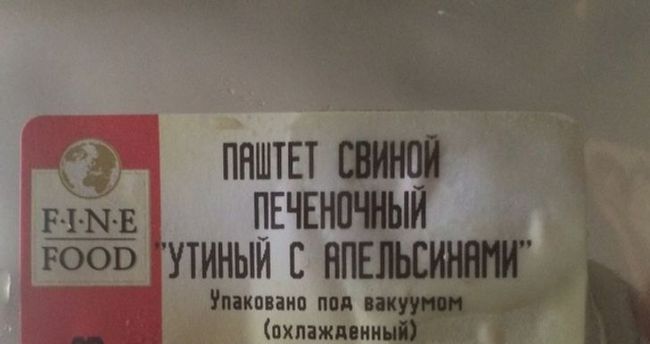 ПАШТЕТ СВИНОЙ
ПЕЧЕНОЧНЫЙ
"УТИНЫЙ С АПЕЛЬСИНАМИ"
Упаковано под вакуумом
(охлажденный)
F·I·N·E
FOOD